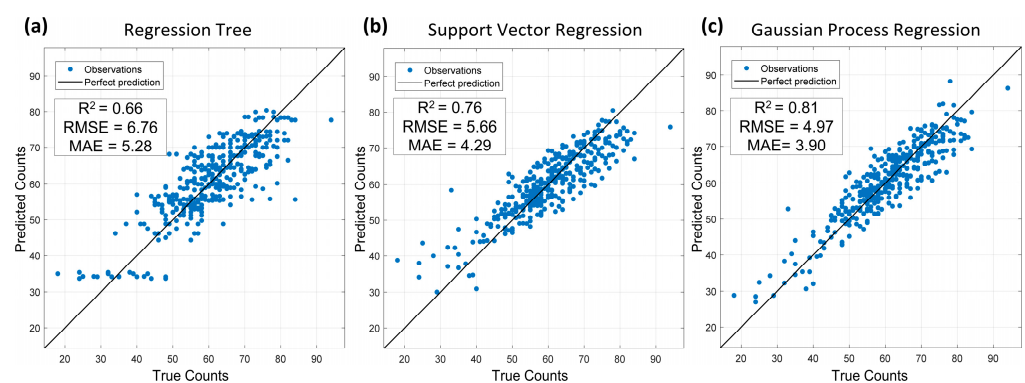 (a)
Regression Tree
Observations
Perfect prediction
R² = 0.66
RMSE = 6.76
MAE = 5.28
90
80
70
60
50
40
30
20
Predicted Counts
20 30 40 50 60 70 80 90
True Counts
(b)
Support Vector Regression
Observations
Perfect prediction
R² = 0.76
RMSE = 5.66
MAE = 4.29
90
80
70
60
50
40
30
20
Predicted Counts
20 30 40 50 60 70 80 90
True Counts
(c)
Gaussian Process Regression
Observations
Perfect prediction
R² = 0.81
RMSE = 4.97
MAE= 3.90
90
80
70
60
50
40
30
20
Predicted Counts
20 30 40 50 60 70 80 90
True Counts